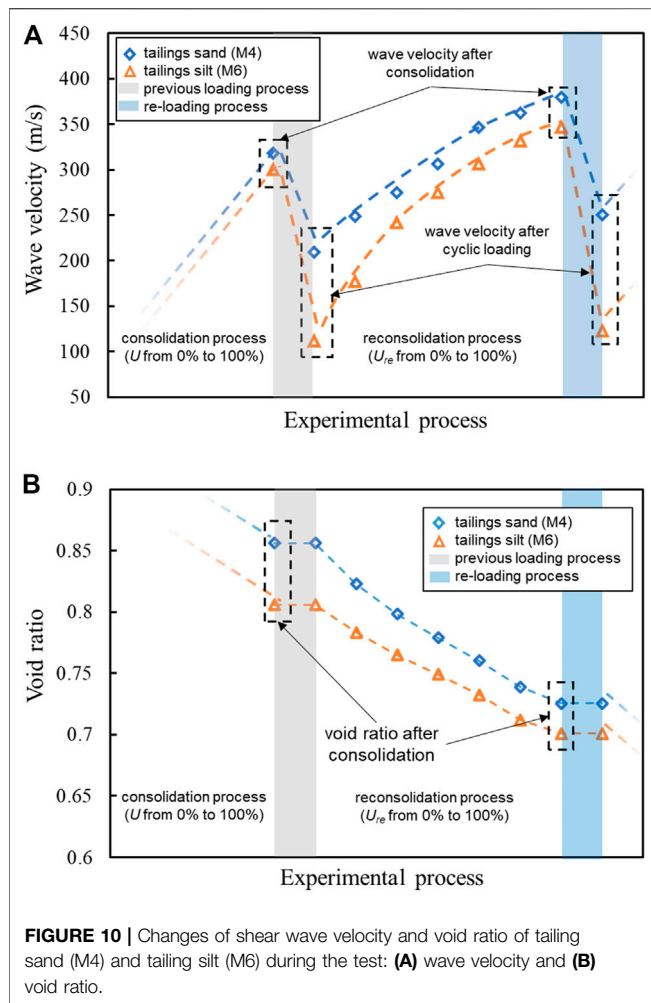 A
450
400
350
300
250
200
150
100
50
Wave velocity (m/s)
tailings sand (M4)
tailings silt (M6)
previous loading process
re-loading process
wave velocity after
consolidation
wave velocity after
cyclic loading
consolidation process
(U from 0% to 100%)
reconsolidation process
(Ure from 0% to 100%)
Experimental process
B
0.9
0.85
0.8
0.75
0.7
0.65
0.6
Void ratio
tailings sand (M4)
tailings silt (M6)
previous loading process
re-loading process
void ratio after
consolidation
consolidation process
(U from 0% to 100%)
reconsolidation process
(Ure from 0% to 100%)
Experimental process
FIGURE 10 | Changes of shear wave velocity and void ratio of tailing
sand (M4) and tailing silt (M6) during the test: (A) wave velocity and (B)
void ratio.